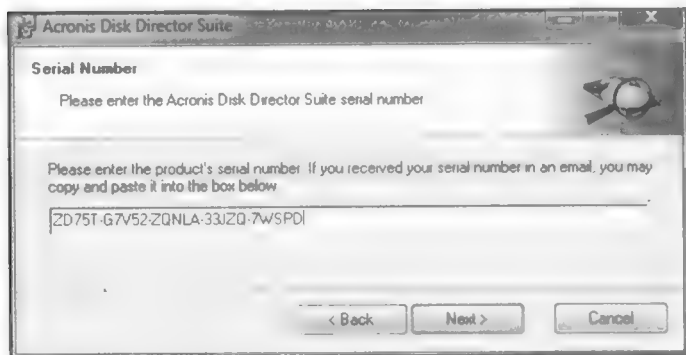 Acronis Disk Director Suite
Serial Number
Please enter the Acronis Disk Director Suite serial number
Please enter the product's serial number. If you received your serial number in an email, you may
copy and paste it into the box below
ZD75T-G7V52-ZQNLA-33JZQ-7WSPD
< Back
Next >
Cancel